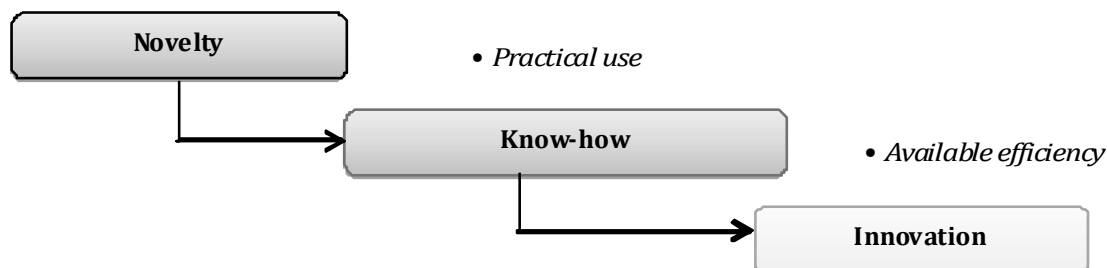 Novelty
• Practical use
Know-how
• Available efficiency
Innovation